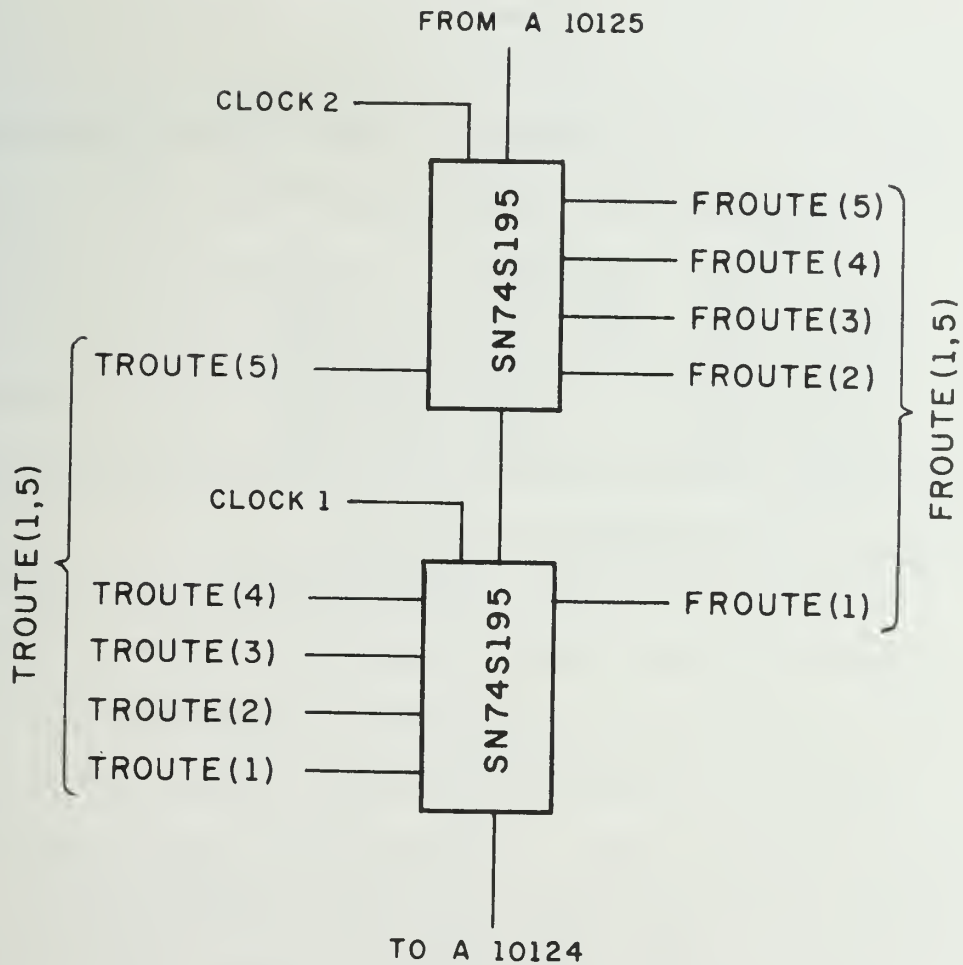 FROM A 10125
CLOCK 2
SN74S195
FROUTE(5)
FROUTE(4)
FROUTE(3)
FROUTE(2)
FROUTE(1,5)
TROUTE(5)
TROUTE(1,5)
CLOCK 1
SN74S195
TROUTE(4)
TROUTE(3)
TROUTE(2)
TROUTE(1)
FROUTE(1)
TO A 10124